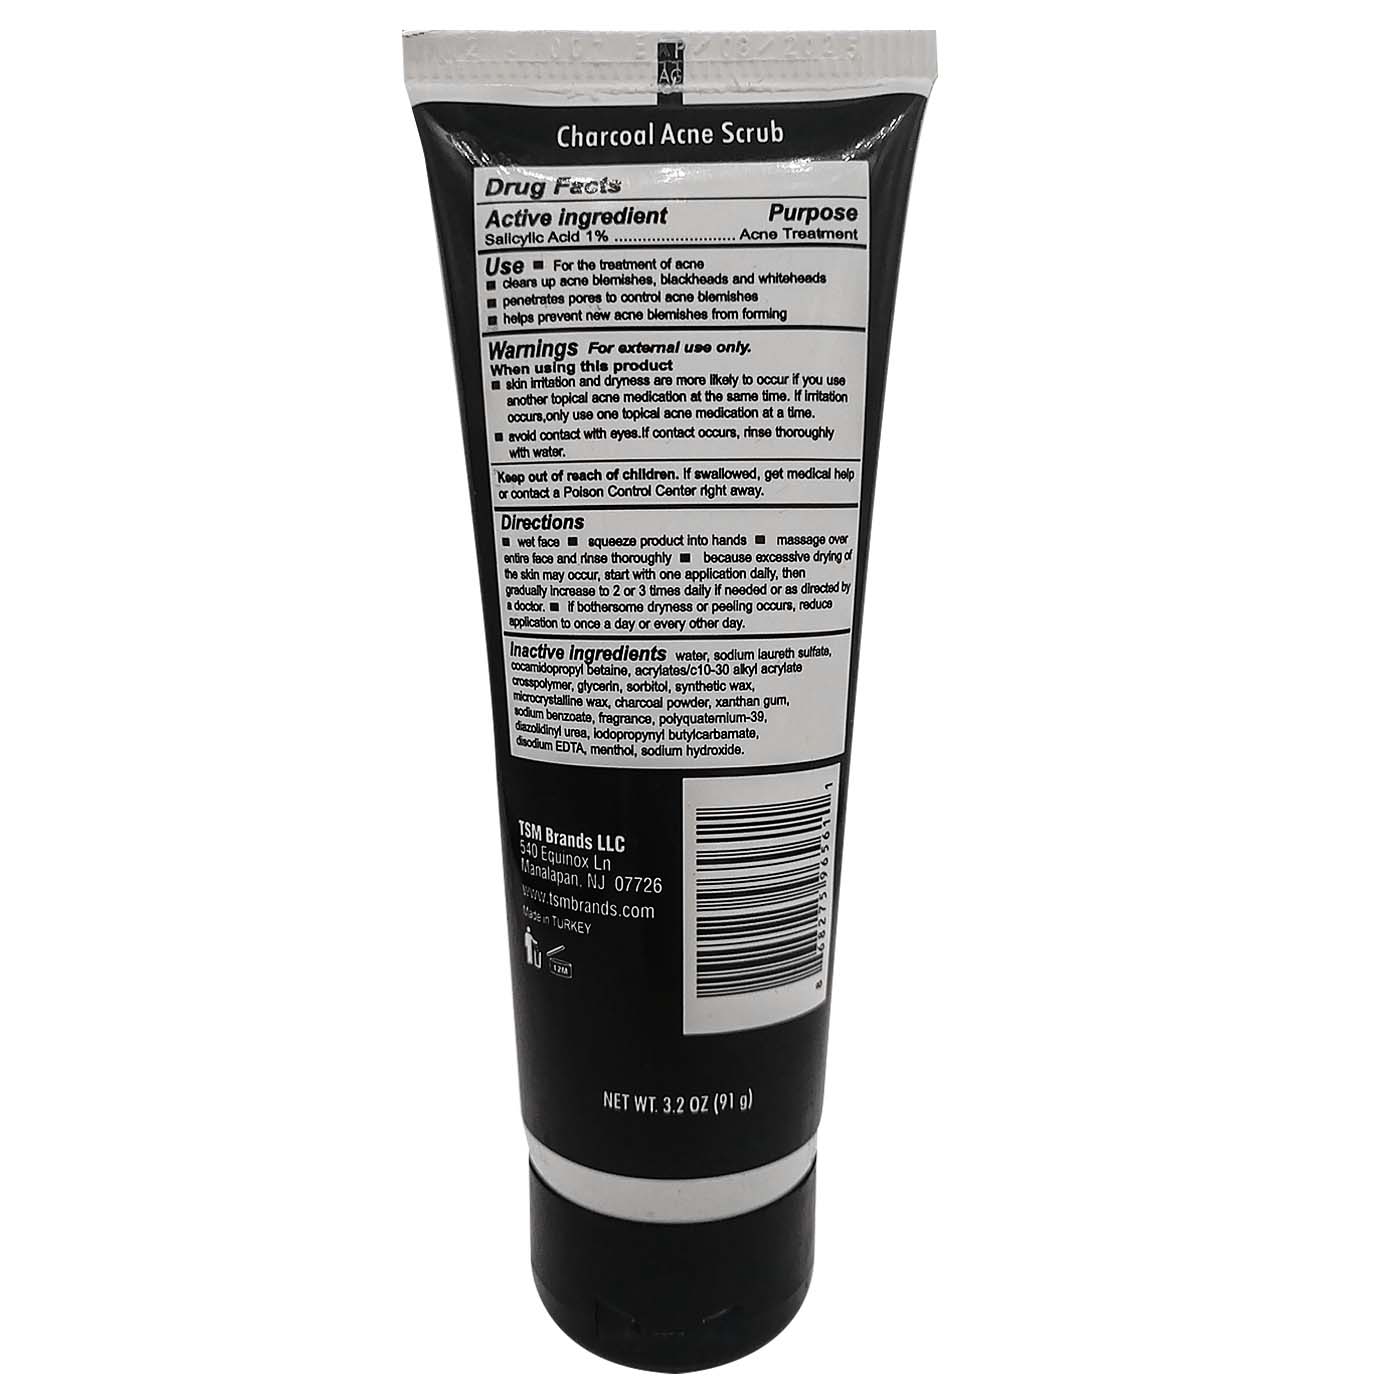 EXP/08/2025
Charcoal Acne Scrub
Drug Facts
Active ingredient Purpose
Salicylic Acid 1% .......................... Acne Treatment
Use ■ For the treatment of acne
■ clears up acne blemishes, blackheads and whiteheads
■ penetrates pores to control acne blemishes
■ helps prevent new acne blemishes from forming
Warnings For external use only.
When using this product
■ skin irritation and dryness are more likely to occur if you use
another topical acne medication at the same time. If irritation
occurs,only use one topical acne medication at a time.
■ avoid contact with eyes.If contact occurs, rinse thoroughly
with water.
Keep out of reach of children. If swallowed, get medical help
or contact a Poison Control Center right away.
Directions
■ wet face ■ squeeze product into hands ■ massage over
entire face and rinse thoroughly ■ because excessive drying of
the skin may occur, start with one application daily, then
gradually increase to 2 or 3 times daily if needed or as directed by
a doctor. ■ if bothersome dryness or peeling occurs, reduce
application to once a day or every other day.
Inactive ingredients water, sodium laureth sulfate,
cocamidopropyl betaine, acrylates/c10-30 alkyl acrylate
crosspolymer, glycerin, sorbitol, synthetic wax,
microcrystalline wax, charcoal powder, xanthan gum,
sodium benzoate, fragrance, polyquaternium-39,
diazolidinyl urea, iodopropynyl butylcarbamate,
disodium EDTA, menthol, sodium hydroxide.
TSM Brands LLC
540 Equinox Ln
Manalapan, NJ 07726
www.tsmbrands.com
Made in TURKEY
12M
8 68275 96561 1
NET WT. 3.2 OZ (91 g)